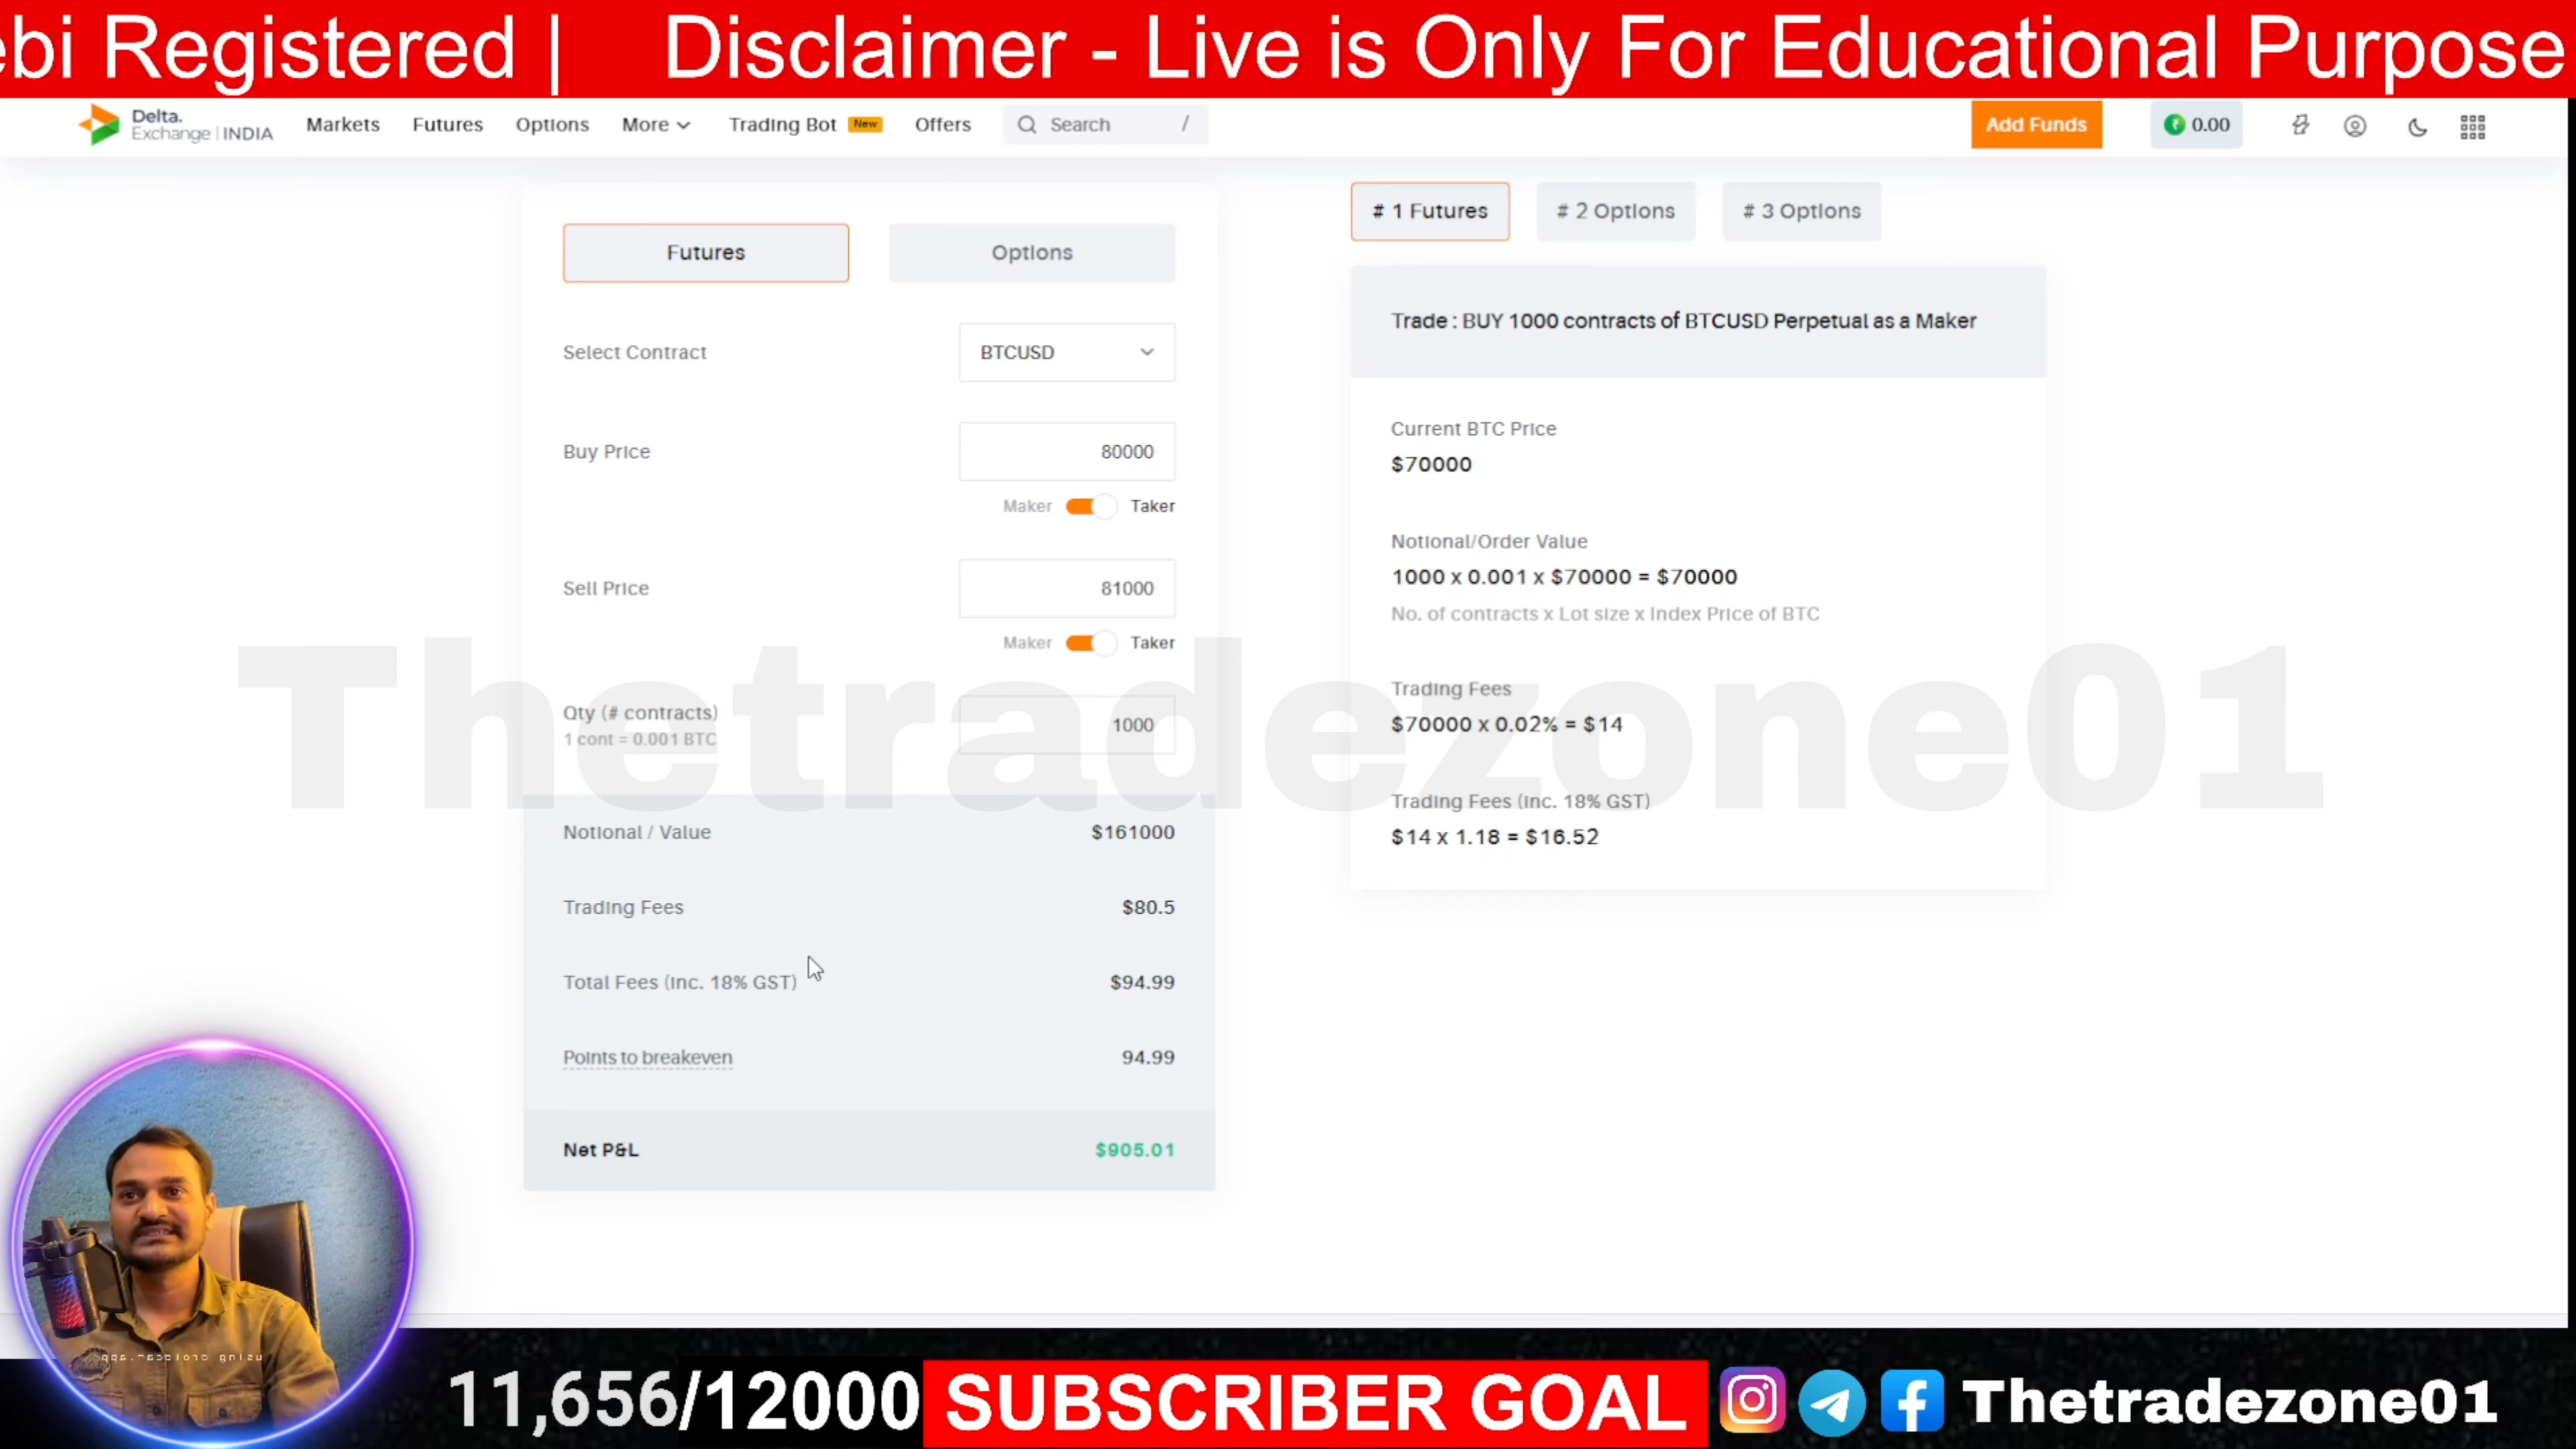 ebi Registered | Disclaimer - Live is Only For Educational Purpose
Delta.
Exchange | INDIA
Markets Futures Options More Trading Bot New Offers Search / Add Funds 0.00
Futures Options
Select Contract BTCUSD
Buy Price 80000
Maker Taker
Sell Price 81000
Maker Taker
Qty (# contracts) 1000
1 cont = 0.001 BTC
Notional / Value $161000
Trading Fees $80.5
Total Fees (Inc. 18% GST) $94.99
Points to breakeven 94.99
Net P&L $905.01
# 1 Futures # 2 Options # 3 Options
Trade : BUY 1000 contracts of BTCUSD Perpetual as a Maker
Current BTC Price
$70000
Notional/Order Value
1000 x 0.001 x $70000 = $70000
No. of contracts x Lot size x Index Price of BTC
Trading Fees
$70000 x 0.02% = $14
Trading Fees (Inc. 18% GST)
$14 x 1.18 = $16.52
Thetradezone01
11,656/12000 SUBSCRIBER GOAL Thetradezone01